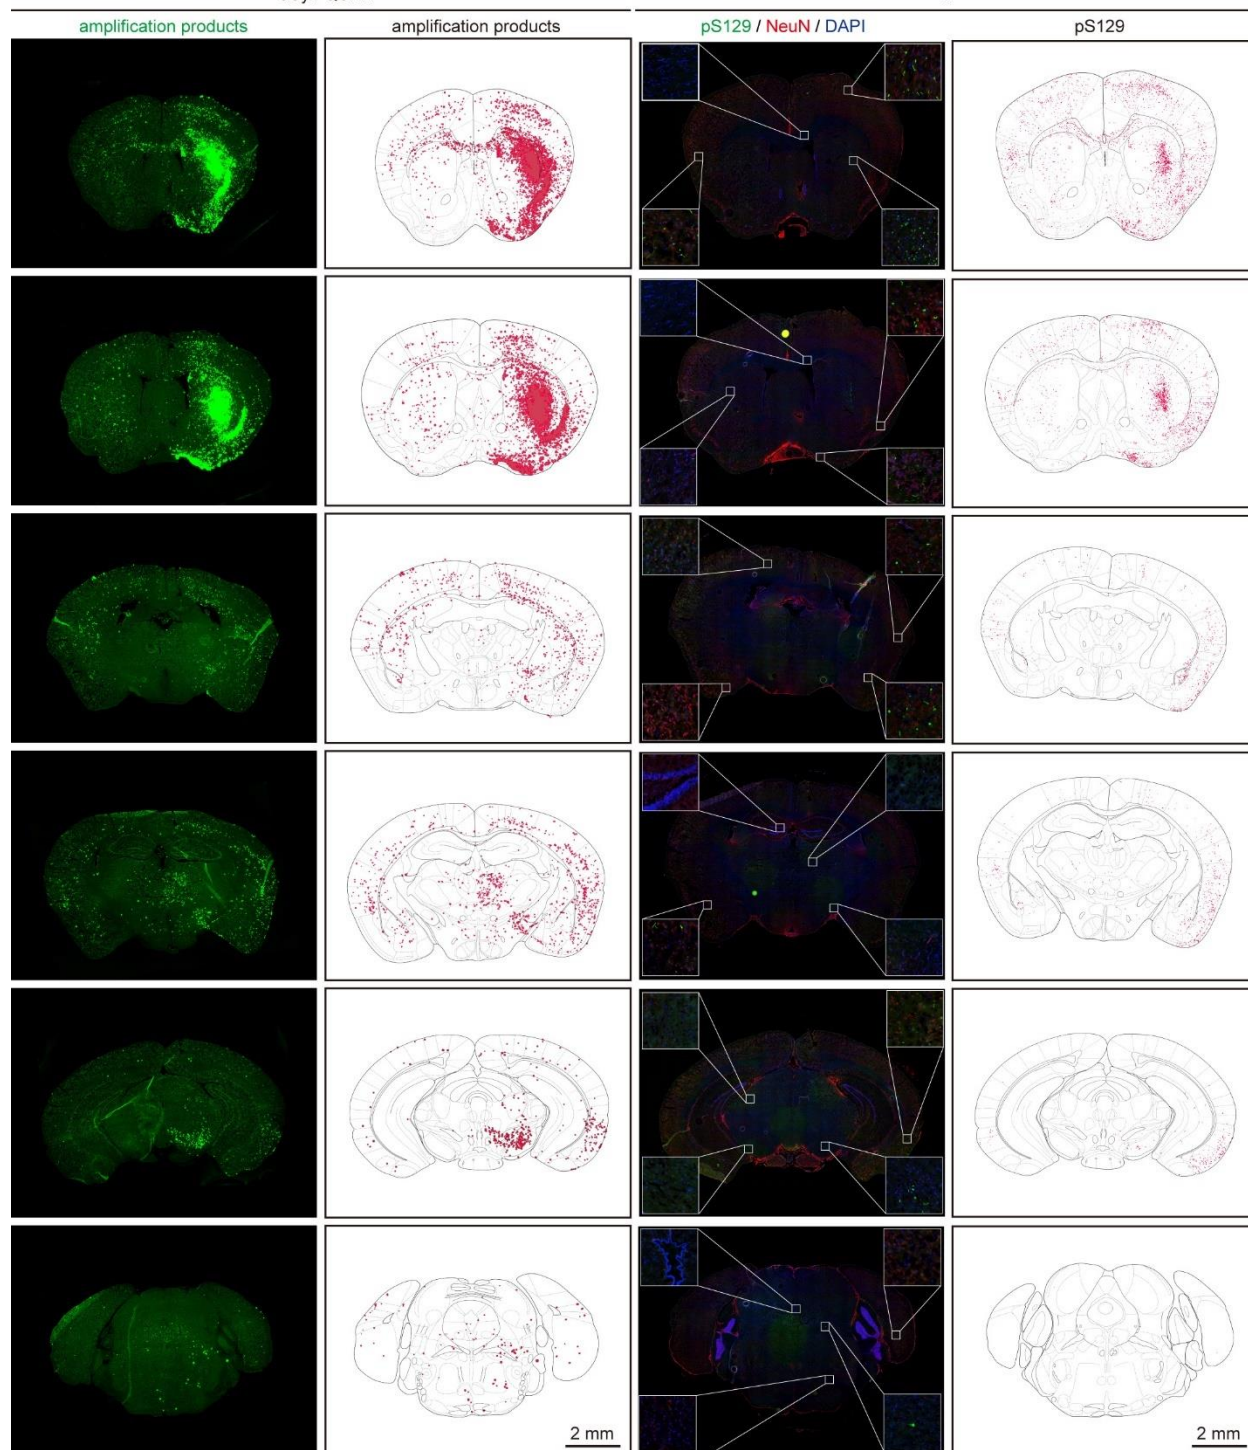 amplification products
amplification products
pS129 / NeuN / DAPI
pS129
2 mm
2 mm